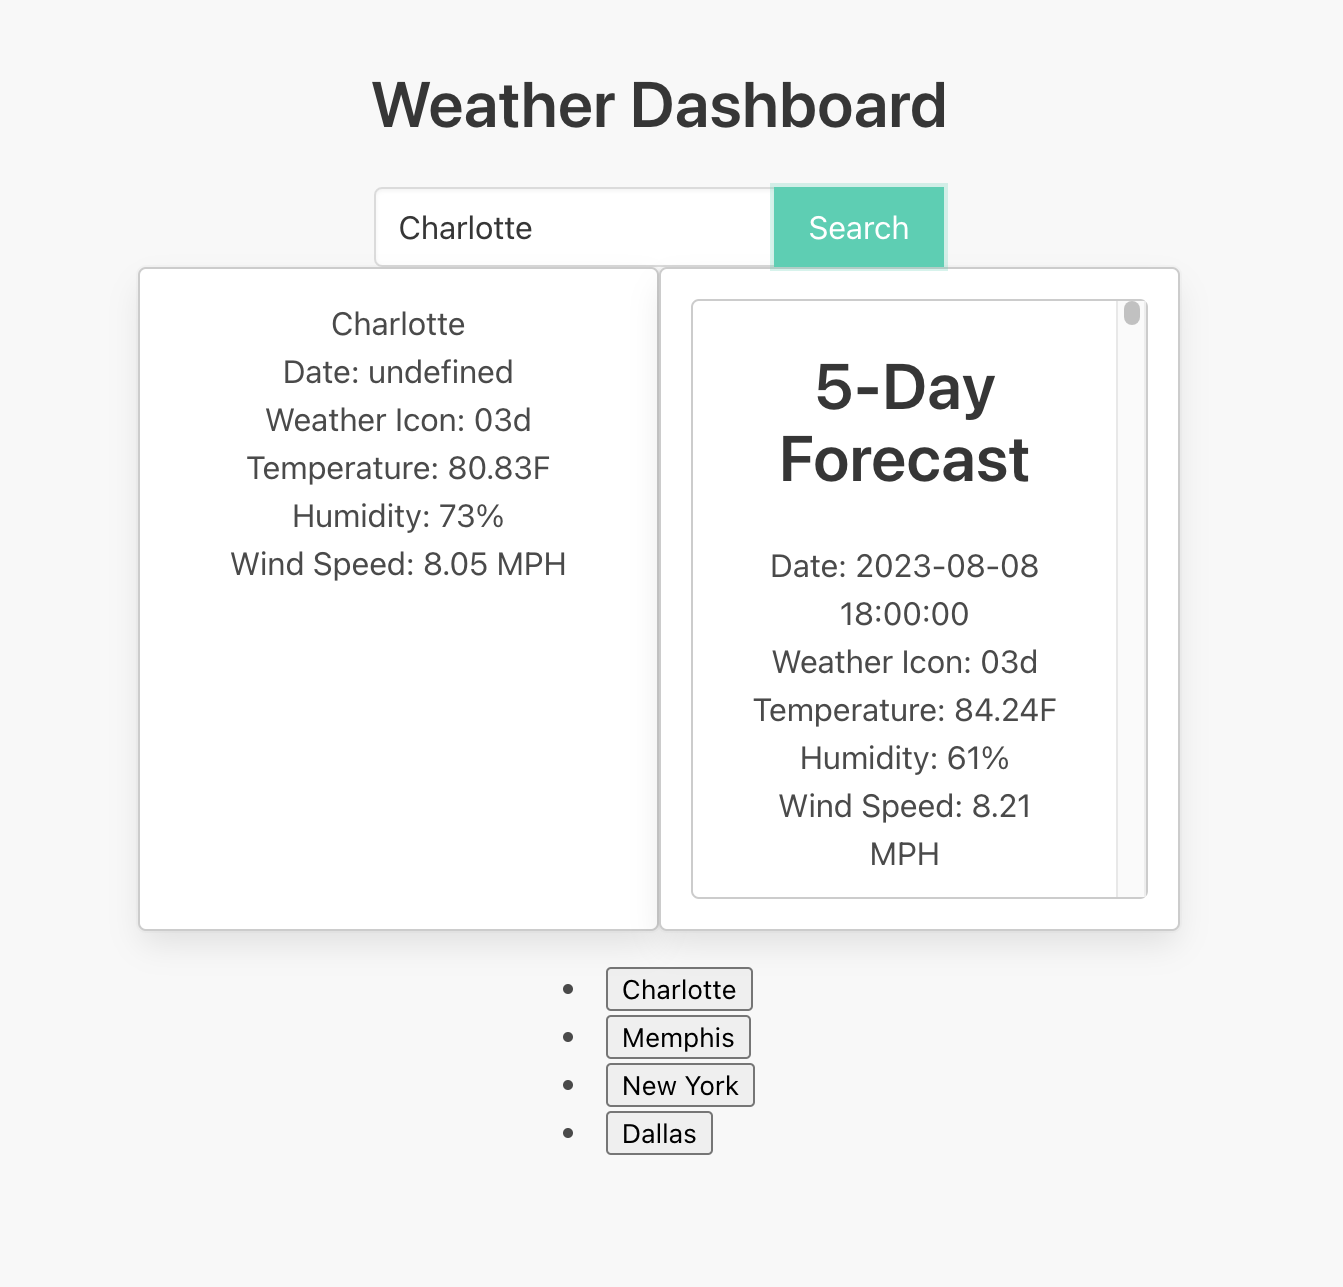 Weather Dashboard
Charlotte
Search
Charlotte
Date: undefined
Weather Icon: 03d
Temperature: 80.83F
Humidity: 73%
Wind Speed: 8.05 MPH
5-Day
Forecast
Date: 2023-08-08
18:00:00
Weather Icon: 03d
Temperature: 84.24F
Humidity: 61%
Wind Speed: 8.21
MPH
Charlotte
Memphis
New York
Dallas